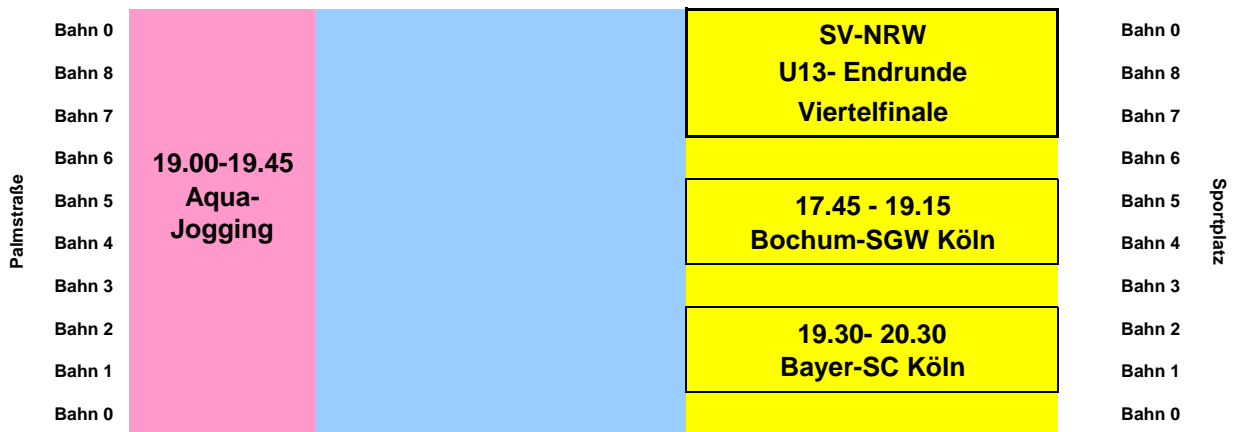 Palmstraße
Bahn 0
Bahn 8
Bahn 7
Bahn 6
Bahn 5
Bahn 4
Bahn 3
Bahn 2
Bahn 1
Bahn 0
19.00-19.45
Aqua-
Jogging
SV-NRW
U13- Endrunde
Viertelfinale
17.45 - 19.15
Bochum-SGW Köln
19.30- 20.30
Bayer-SC Köln
Bahn 0
Bahn 8
Bahn 7
Bahn 6
Bahn 5
Bahn 4
Bahn 3
Bahn 2
Bahn 1
Bahn 0
Sportplatz